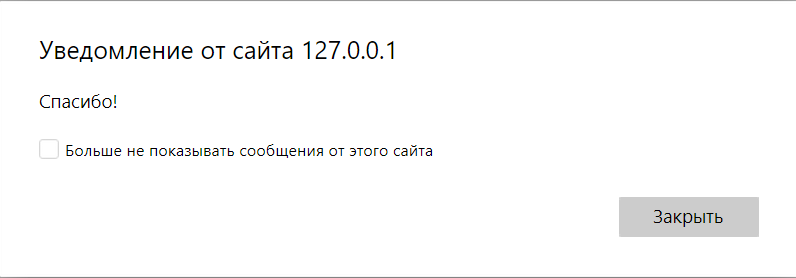 Уведомление от сайта 127.0.0.1
Спасибо!
Больше не показывать сообщения от этого сайта
Закрыть